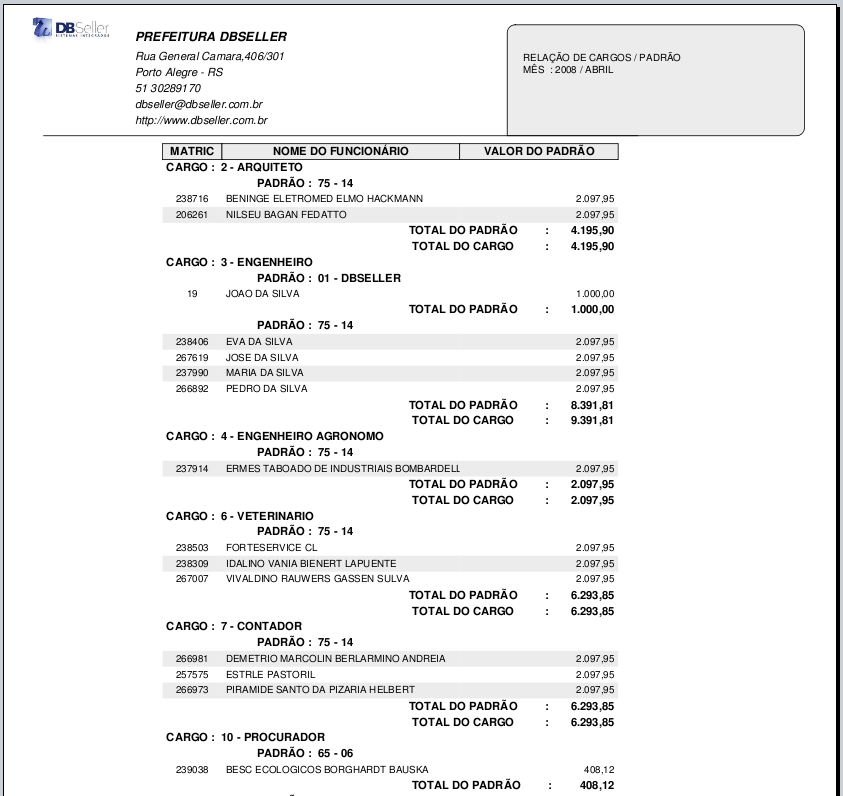 DBSeller
SISTEMAS INTEGRADOS
PREFEITURA DBSELLER
Rua General Camara,406/301
Porto Alegre - RS
51 30289170
dbseller@dbseller.com.br
http://www.dbseller.com.br
RELAÇÃO DE CARGOS / PADRÃO
MÊS : 2008 / ABRIL
MATRIC NOME DO FUNCIONÁRIO VALOR DO PADRÃO
CARGO : 2 - ARQUITETO
PADRÃO : 75 - 14
238716 BENINGE ELETROMED ELMO HACKMANN 2.097,95
206261 NILSEU BAGAN FEDATTO 2.097,95
TOTAL DO PADRÃO : 4.195,90
TOTAL DO CARGO : 4.195,90
CARGO : 3 - ENGENHEIRO
PADRÃO : 01 - DBSELLER
19 JOAO DA SILVA 1.000,00
TOTAL DO PADRÃO : 1.000,00
PADRÃO : 75 - 14
238406 EVA DA SILVA 2.097,95
267619 JOSE DA SILVA 2.097,95
237990 MARIA DA SILVA 2.097,95
266892 PEDRO DA SILVA 2.097,95
TOTAL DO PADRÃO : 8.391,81
TOTAL DO CARGO : 9.391,81
CARGO : 4 - ENGENHEIRO AGRONOMO
PADRÃO : 75 - 14
237914 ERMES TABOADO DE INDUSTRIAIS BOMBARDELL 2.097,95
TOTAL DO PADRÃO : 2.097,95
TOTAL DO CARGO : 2.097,95
CARGO : 6 - VETERINARIO
PADRÃO : 75 - 14
238503 FORTESERVICE CL 2.097,95
238309 IDALINO VANIA BIENERT LAPUENTE 2.097,95
267007 VIVALDINO RAUWERS GASSEN SULVA 2.097,95
TOTAL DO PADRÃO : 6.293,85
TOTAL DO CARGO : 6.293,85
CARGO : 7 - CONTADOR
PADRÃO : 75 - 14
266981 DEMETRIO MARCOLIN BERLARMINO ANDREIA 2.097,95
257575 ESTRLE PASTORIL 2.097,95
266973 PIRAMIDE SANTO DA PIZARIA HELBERT 2.097,95
TOTAL DO PADRÃO : 6.293,85
TOTAL DO CARGO : 6.293,85
CARGO : 10 - PROCURADOR
PADRÃO : 65 - 06
239038 BESC ECOLOGICOS BORGHARDT BAUSKA 408,12
TOTAL DO PADRÃO : 408,12